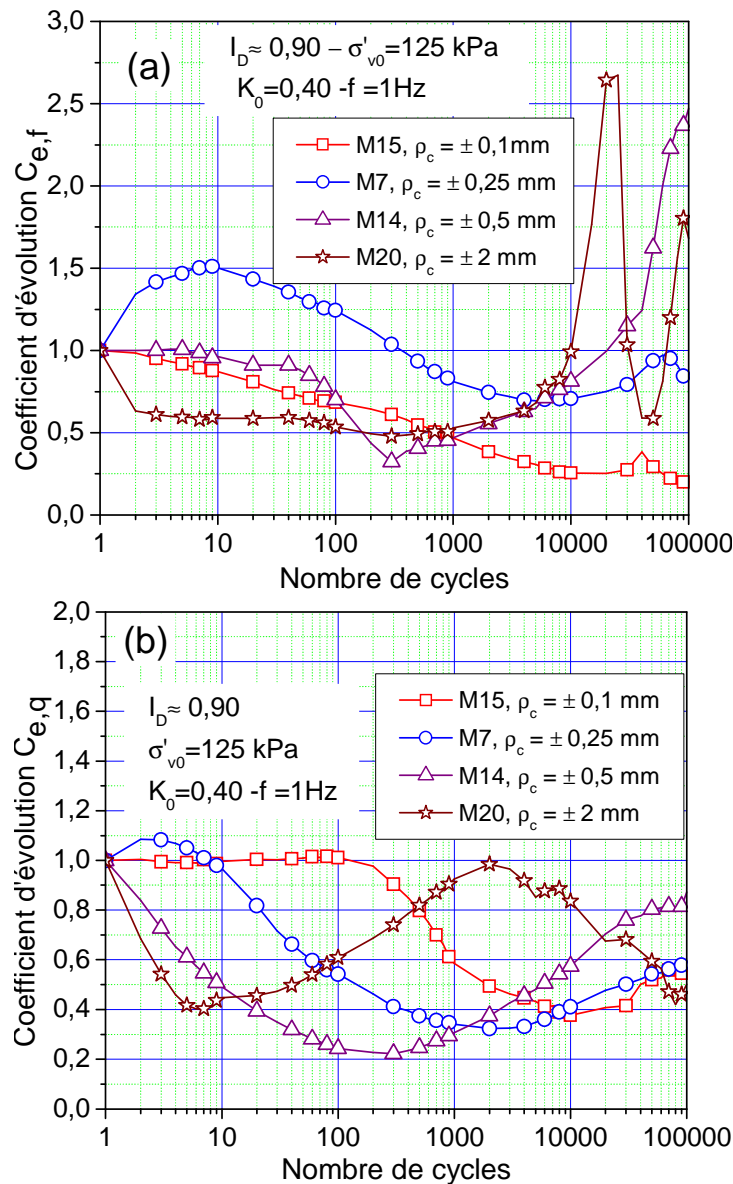 3,0
2,5
2,0
1,5
1,0
0,5
0,0
Coefficient d'évolution C_e,f
(a)
I_D≈ 0,90 – σ'_v0=125 kPa
K_0=0,40 -f =1Hz
M15, ρ_c = ± 0,1mm
M7, ρ_c = ± 0,25 mm
M14, ρ_c = ± 0,5 mm
M20, ρ_c = ± 2 mm
1 10 100 1000 10000 100000
Nombre de cycles
2,0
1,8
1,6
1,4
1,2
1,0
0,8
0,6
0,4
0,2
0,0
Coefficient d'évolution C_e,q
(b)
I_D≈ 0,90
σ'_v0=125 kPa
K_0=0,40 -f =1Hz
M15, ρ_c = ± 0,1 mm
M7, ρ_c = ± 0,25 mm
M14, ρ_c = ± 0,5 mm
M20, ρ_c = ± 2 mm
1 10 100 1000 10000 100000
Nombre de cycles